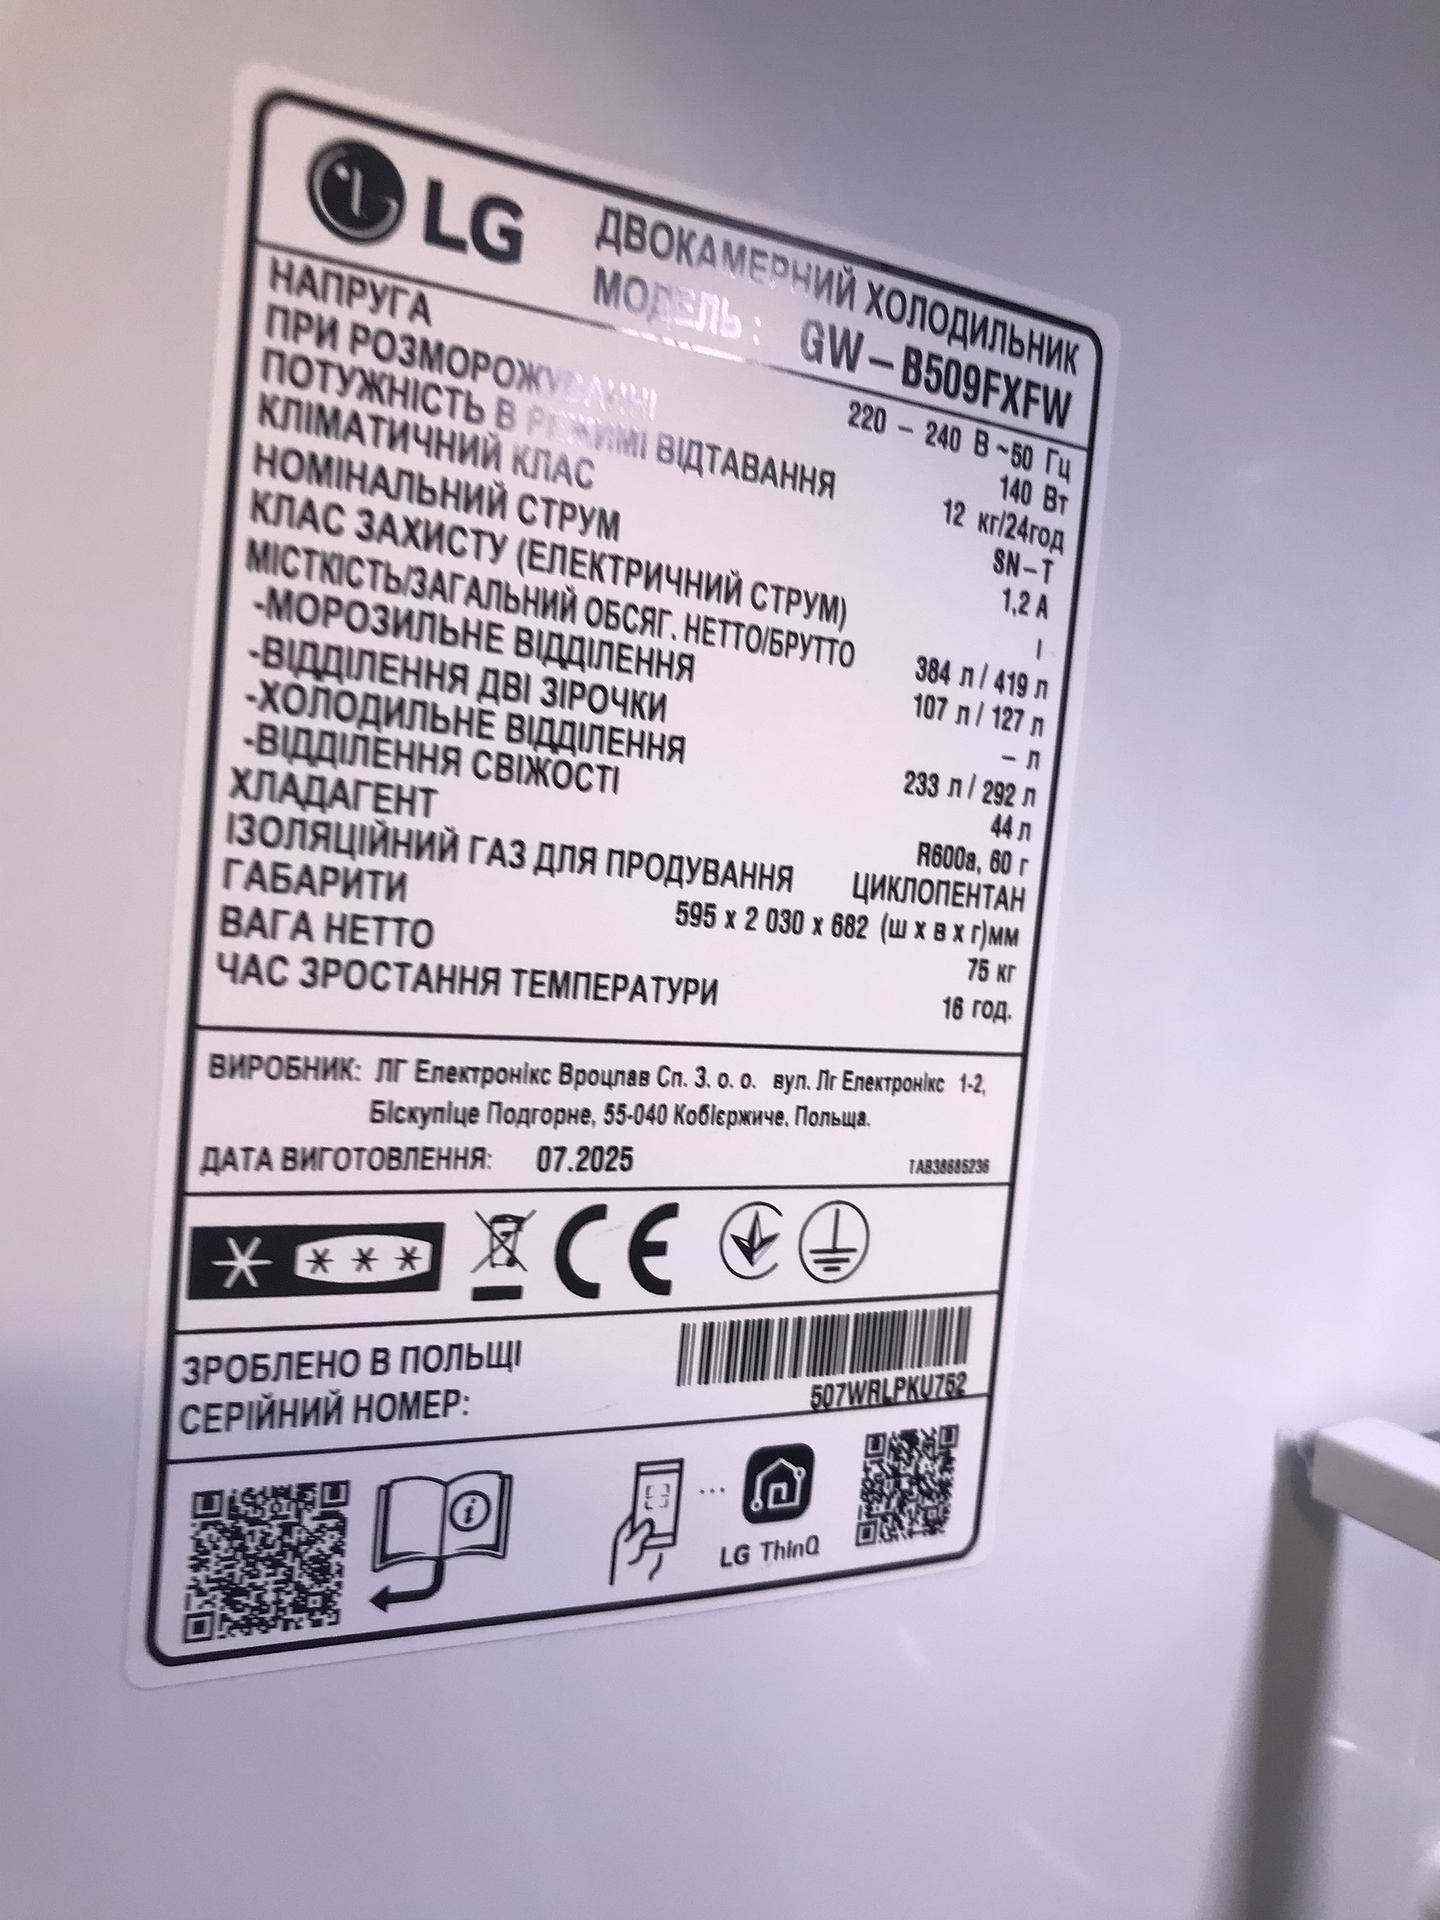 LG
ДВОКАМЕРНИЙ ХОЛОДИЛЬНИК
МОДЕЛЬ : GW-B509FXFW
НАПРУГА 220 - 240 В ~50 Гц
ПРИ РОЗМОРОЖУВАННІ 140 Вт
ПОТУЖНІСТЬ В РЕЖИМІ ВІДТАВАННЯ 12 кг/24год
КЛІМАТИЧНИЙ КЛАС SN-T
НОМІНАЛЬНИЙ СТРУМ 1,2 А
КЛАС ЗАХИСТУ (ЕЛЕКТРИЧНИЙ СТРУМ) I
МІСТКІСТЬ/ЗАГАЛЬНИЙ ОБСЯГ. НЕТТО/БРУТТО 384 л / 419 л
-МОРОЗИЛЬНЕ ВІДДІЛЕННЯ 107 л / 127 л
-ВІДДІЛЕННЯ ДВІ ЗІРОЧКИ - л
-ХОЛОДИЛЬНЕ ВІДДІЛЕННЯ 233 л / 292 л
-ВІДДІЛЕННЯ СВІЖОСТІ 44 л
ХЛАДАГЕНТ R600a, 60 г
ІЗОЛЯЦІЙНИЙ ГАЗ ДЛЯ ПРОДУВАННЯ ЦИКЛОПЕНТАН
ГАБАРИТИ 595 x 2 030 x 682 (ш x в x г)мм
ВАГА НЕТТО 75 кг
ЧАС ЗРОСТАННЯ ТЕМПЕРАТУРИ 16 год.
ВИРОБНИК: ЛГ Електронікс Вроцлав Сп. З. о. о. вул. Лг Електронікс 1-2,
Біскупіце Подгорне, 55-040 Кобієржиче. Польща.
ДАТА ВИГОТОВЛЕННЯ: 07.2025 TAB38685236
CE
ЗРОБЛЕНО В ПОЛЬЩІ
СЕРІЙНИЙ НОМЕР: 507WRLPKU752
LG ThinQ